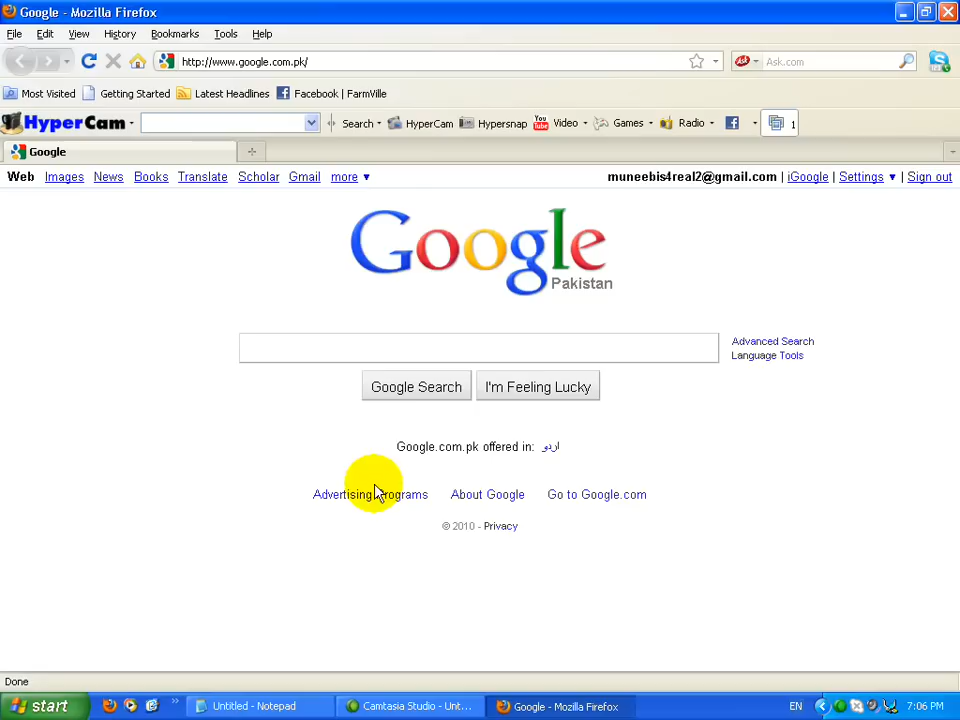 Google - Mozilla Firefox
File Edit View History Bookmarks Tools Help
http://www.google.com.pk/ Ask Ask.com
Most Visited Getting Started Latest Headlines Facebook | FarmVille
HyperCam Search HyperCam Hypersnap You Tube Video Games Radio 1
Google
Web Images News Books Translate Scholar Gmail more ▼ muneebis4real2@gmail.com | iGoogle | Settings ▼ | Sign out
Google
Pakistan
Advanced Search
Language Tools
Google Search I'm Feeling Lucky
Google.com.pk offered in: اردو
Advertising Programs About Google Go to Google.com
© 2010 - Privacy
Done
start Untitled - Notepad Camtasia Studio - Unt... Google - Mozilla Firefox EN 7:06 PM